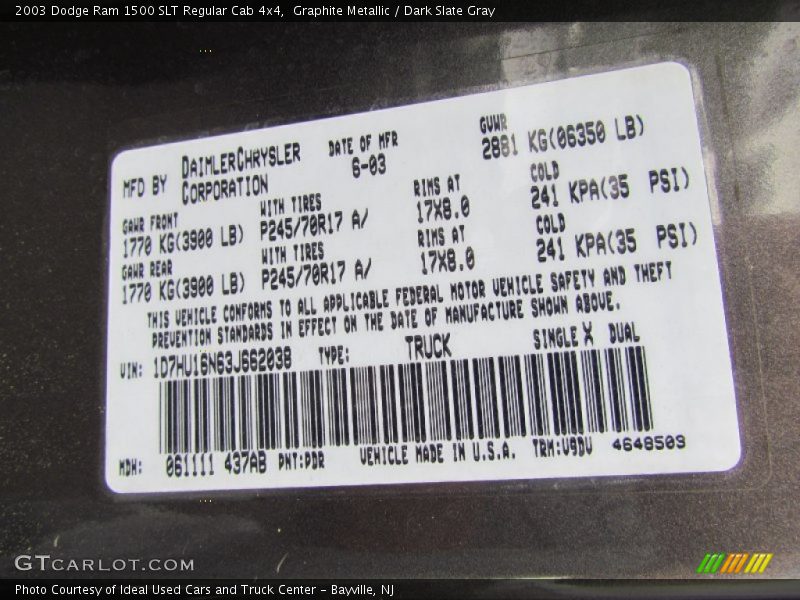 2003 Dodge Ram 1500 SLT Regular Cab 4x4,  Graphite Metallic / Dark Slate Gray
MFD BY DAIMLERCHRYSLER CORPORATION DATE OF MFR 6-03 GVWR 2881 KG(06350 LB)
GAWR FRONT WITH TIRES RIMS AT COLD
1770 KG(3900 LB) P245/70R17 A/ 17X8.0 241 KPA(35 PSI)
GAWR REAR WITH TIRES RIMS AT COLD
1770 KG(3900 LB) P245/70R17 A/ 17X8.0 241 KPA(35 PSI)
THIS VEHICLE CONFORMS TO ALL APPLICABLE FEDERAL MOTOR VEHICLE SAFETY AND THEFT
PREVENTION STANDARDS IN EFFECT ON THE DATE OF MANUFACTURE SHOWN ABOVE.
VIN: 1D7HU16N63J662038 TYPE: TRUCK SINGLE X DUAL
MDH: 061111 437AB PNT:PDR VEHICLE MADE IN U.S.A. TRM:V9DV 4648509
GTCARLOT.COM
Photo Courtesy of Ideal Used Cars and Truck Center - Bayville, NJ